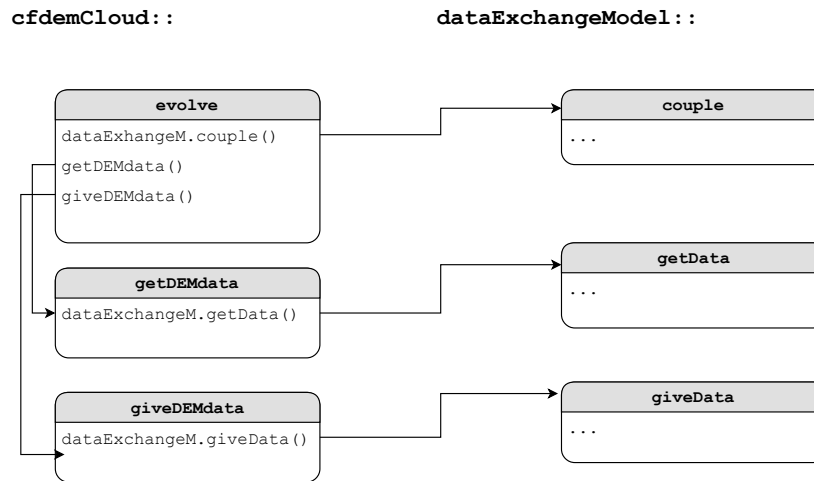 cfdemCloud::
dataExchangeModel::
evolve
dataExhangeM.couple()
getDEMdata()
giveDEMdata()
couple
...
getDEMdata
dataExchangeM.getData()
getData
...
giveDEMdata
dataExchangeM.giveData()
giveData
...